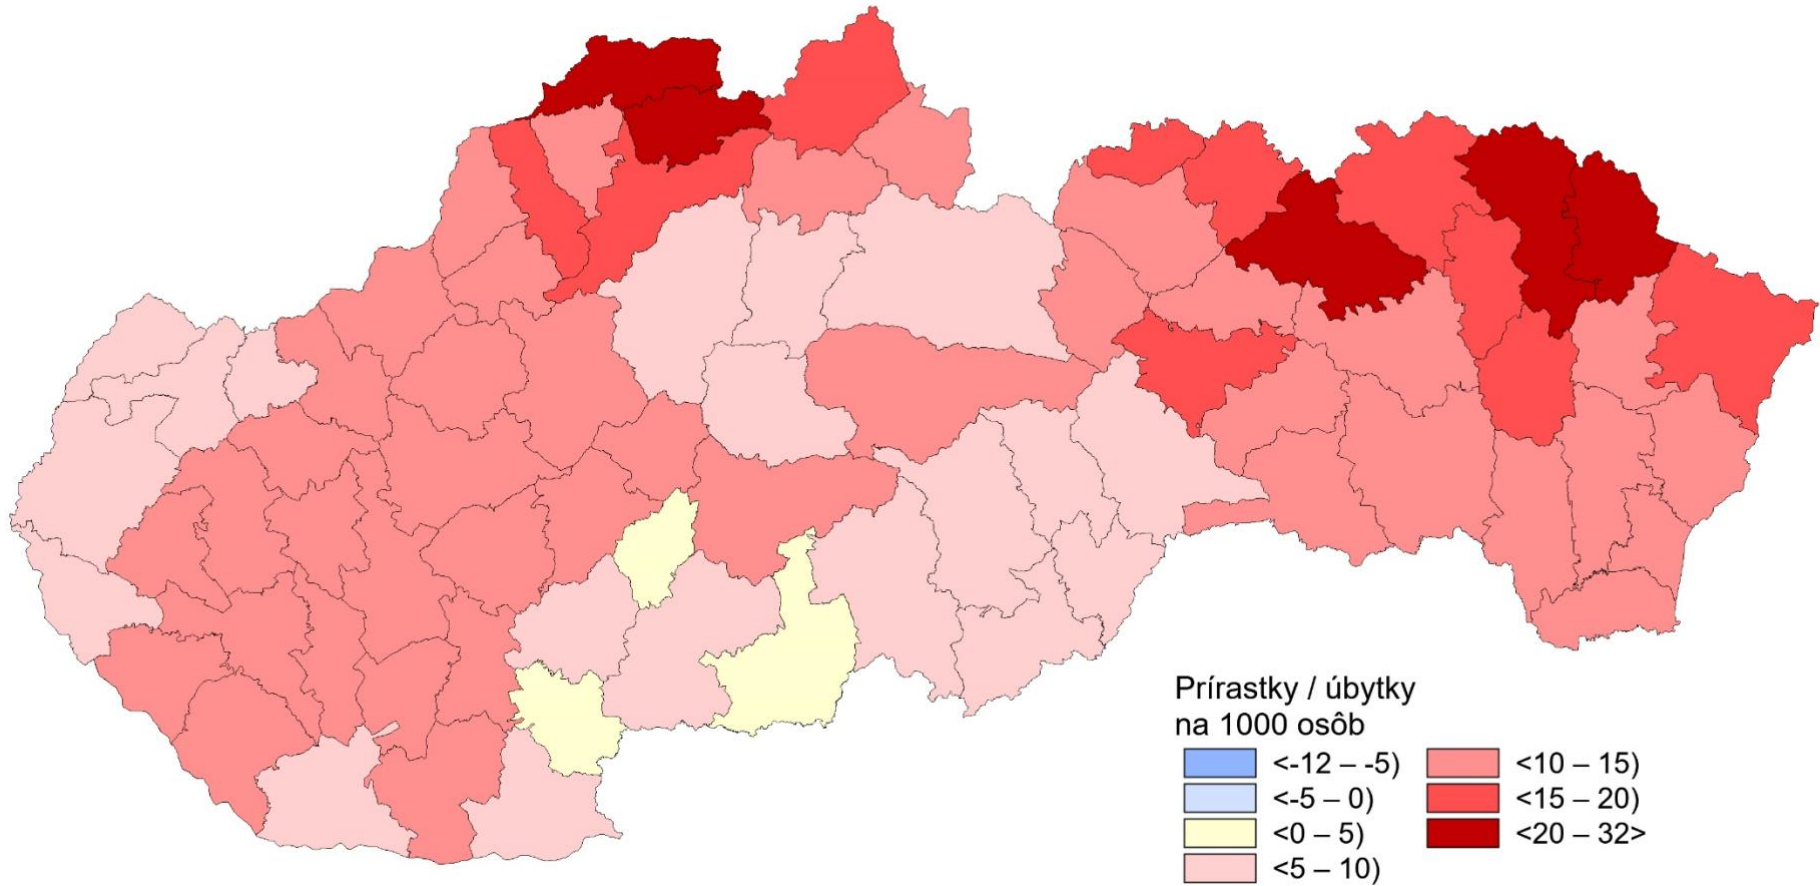 Prírastky / úbytky
na 1000 osôb
<-12 – -5)
<-5 – 0)
<0 – 5)
<5 – 10)
<10 – 15)
<15 – 20)
<20 – 32>